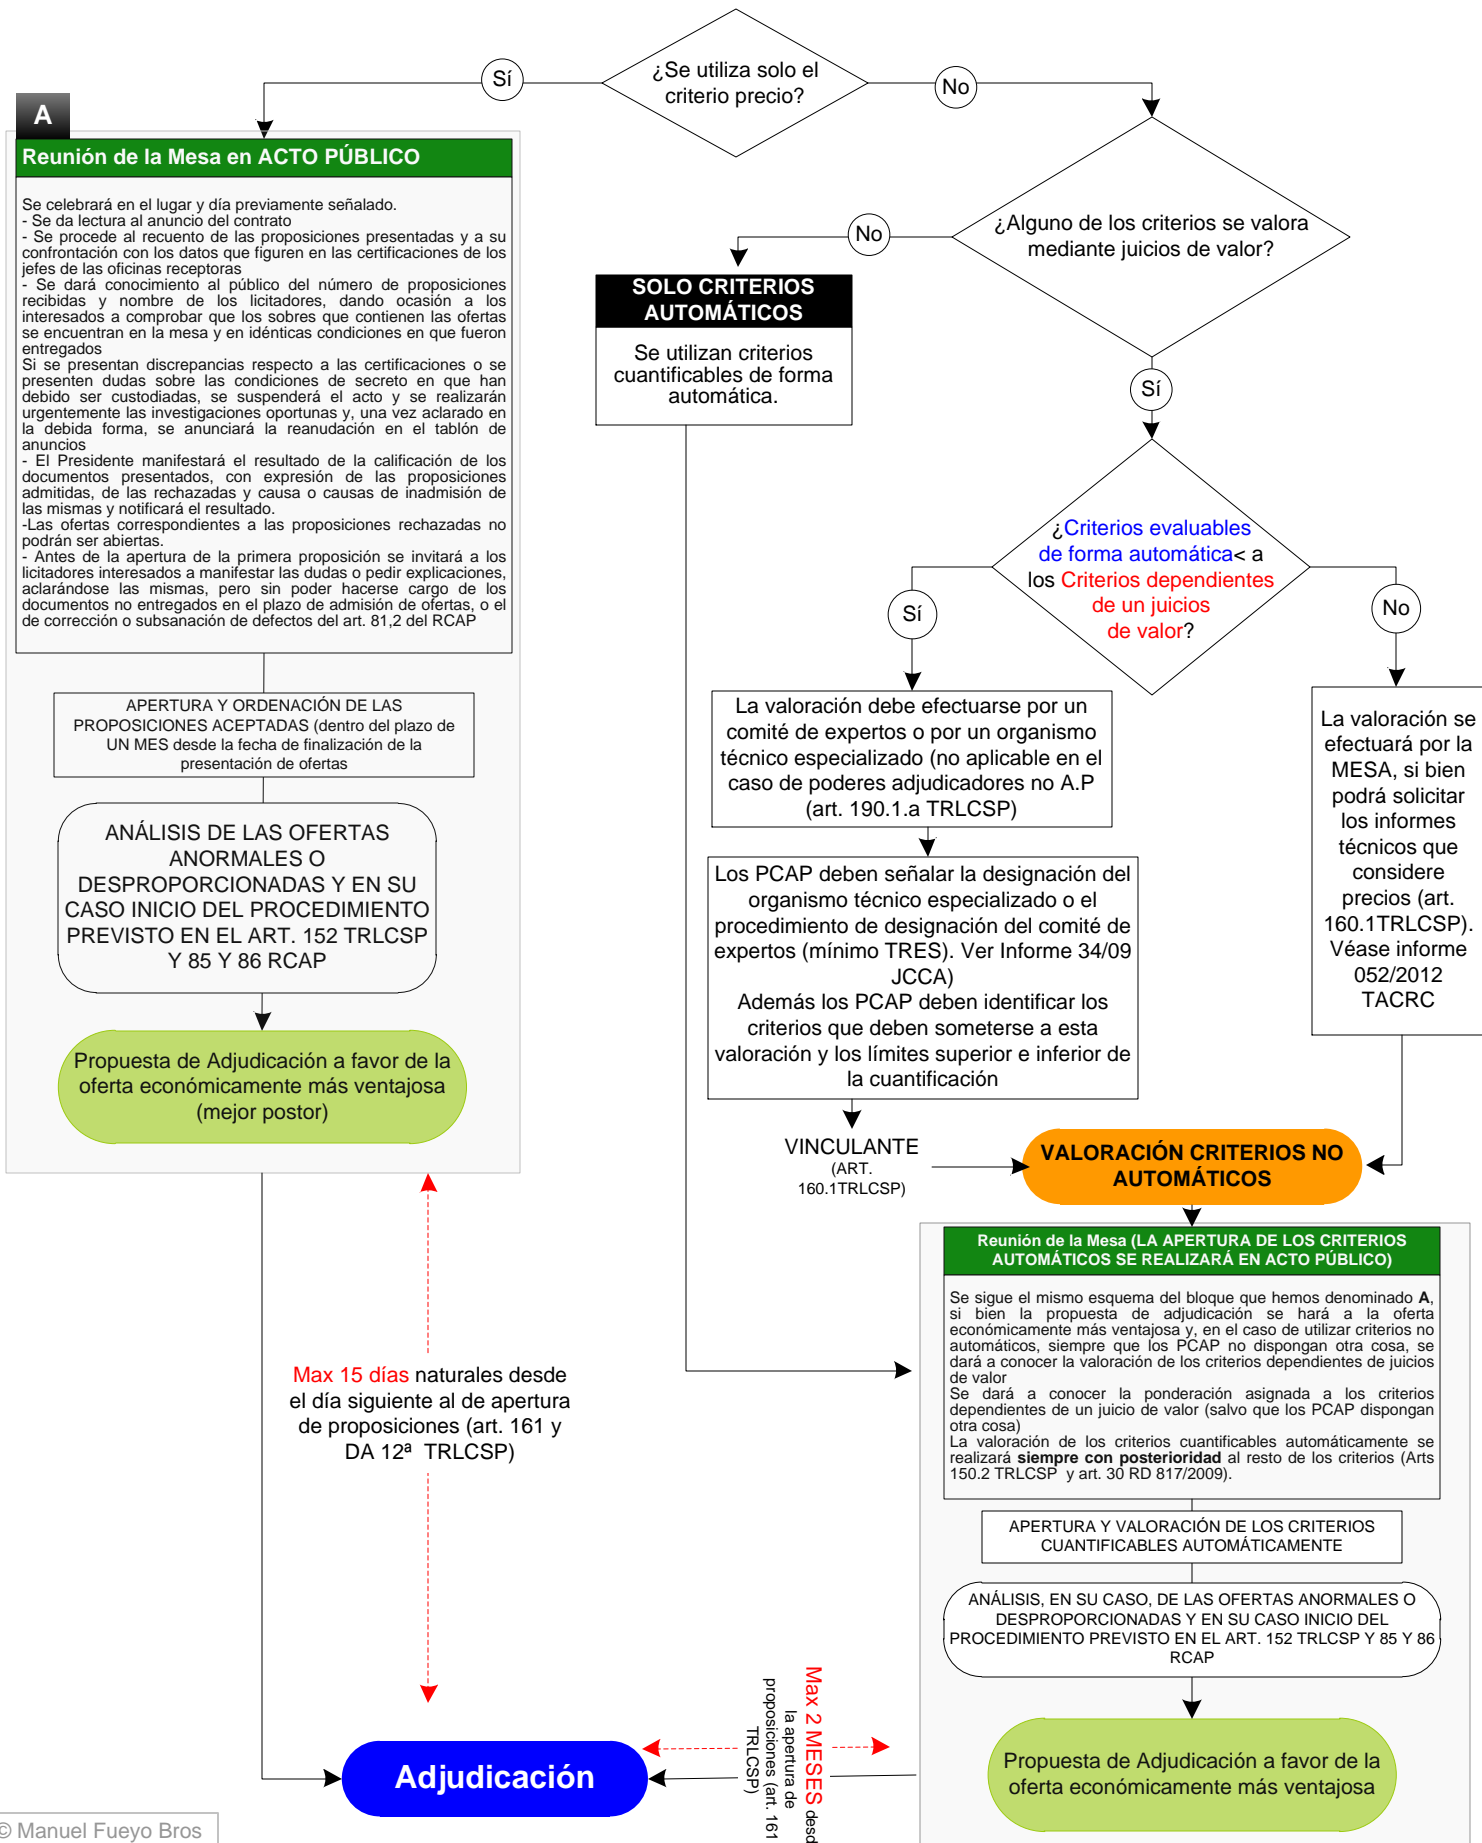 ¿Se utiliza solo el
criterio precio?
Sí
No
A
Reunión de la Mesa en ACTO PÚBLICO
Se celebrará en el lugar y día previamente señalado.
- Se da lectura al anuncio del contrato
- Se procede al recuento de las proposiciones presentadas y a su
confrontación con los datos que figuren en las certificaciones de los
jefes de las oficinas receptoras
- Se dará conocimiento al público del número de proposiciones
recibidas y nombre de los licitadores, dando ocasión a los
interesados a comprobar que los sobres que contienen las ofertas
se encuentran en la mesa y en idénticas condiciones en que fueron
entregados
Si se presentan discrepancias respecto a las certificaciones o se
presenten dudas sobre las condiciones de secreto en que han
debido ser custodiadas, se suspenderá el acto y se realizarán
urgentemente las investigaciones oportunas y, una vez aclarado en
la debida forma, se anunciará la reanudación en el tablón de
anuncios
- El Presidente manifestará el resultado de la calificación de los
documentos presentados, con expresión de las proposiciones
admitidas, de las rechazadas y causa o causas de inadmisión de
las mismas y notificará el resultado.
-Las ofertas correspondientes a las proposiciones rechazadas no
podrán ser abiertas.
- Antes de la apertura de la primera proposición se invitará a los
licitadores interesados a manifestar las dudas o pedir explicaciones,
aclarándose las mismas, pero sin poder hacerse cargo de los
documentos no entregados en el plazo de admisión de ofertas, o el
de corrección o subsanación de defectos del art. 81,2 del RCAP
APERTURA Y ORDENACIÓN DE LAS
PROPOSICIONES ACEPTADAS (dentro del plazo de
UN MES desde la fecha de finalización de la
presentación de ofertas
ANÁLISIS DE LAS OFERTAS
ANORMALES O
DESPROPORCIONADAS Y EN SU
CASO INICIO DEL PROCEDIMIENTO
PREVISTO EN EL ART. 152 TRLCSP
Y 85 Y 86 RCAP
Propuesta de Adjudicación a favor de la
oferta económicamente más ventajosa
(mejor postor)
¿Alguno de los criterios se valora
mediante juicios de valor?
No
Sí
SOLO CRITERIOS
AUTOMÁTICOS
Se utilizan criterios
cuantificables de forma
automática.
¿Criterios evaluables
de forma automática< a
los Criterios dependientes
de un juicios
de valor?
Sí
No
La valoración debe efectuarse por un
comité de expertos o por un organismo
técnico especializado (no aplicable en el
caso de poderes adjudicadores no A.P
(art. 190.1.a TRLCSP)
Los PCAP deben señalar la designación del
organismo técnico especializado o el
procedimiento de designación del comité de
expertos (mínimo TRES). Ver Informe 34/09
JCCA)
Además los PCAP deben identificar los
criterios que deben someterse a esta
valoración y los límites superior e inferior de
la cuantificación
La valoración se
efectuará por la
MESA, si bien
podrá solicitar
los informes
técnicos que
considere
precios (art.
160.1TRLCSP).
Véase informe
052/2012
TACRC
VINCULANTE
(ART.
160.1TRLCSP)
VALORACIÓN CRITERIOS NO
AUTOMÁTICOS
Reunión de la Mesa (LA APERTURA DE LOS CRITERIOS
AUTOMÁTICOS SE REALIZARÁ EN ACTO PÚBLICO)
Se sigue el mismo esquema del bloque que hemos denominado A,
si bien la propuesta de adjudicación se hará a la oferta
económicamente más ventajosa y, en el caso de utilizar criterios no
automáticos, siempre que los PCAP no dispongan otra cosa, se
dará a conocer la valoración de los criterios dependientes de juicios
de valor
Se dará a conocer la ponderación asignada a los criterios
dependientes de un juicio de valor (salvo que los PCAP dispongan
otra cosa)
La valoración de los criterios cuantificables automáticamente se
realizará siempre con posterioridad al resto de los criterios (Arts
150.2 TRLCSP y art. 30 RD 817/2009).
APERTURA Y VALORACIÓN DE LOS CRITERIOS
CUANTIFICABLES AUTOMÁTICAMENTE
ANÁLISIS, EN SU CASO, DE LAS OFERTAS ANORMALES O
DESPROPORCIONADAS Y EN SU CASO INICIO DEL
PROCEDIMIENTO PREVISTO EN EL ART. 152 TRLCSP Y 85 Y 86
RCAP
Propuesta de Adjudicación a favor de la
oferta económicamente más ventajosa
Max 15 días naturales desde
el día siguiente al de apertura
de proposiciones (art. 161 y
DA 12ª TRLCSP)
Max 2 MESES desd
la apertura de
proposiciones (art. 161
TRLCSP)
Adjudicación
© Manuel Fueyo Bros